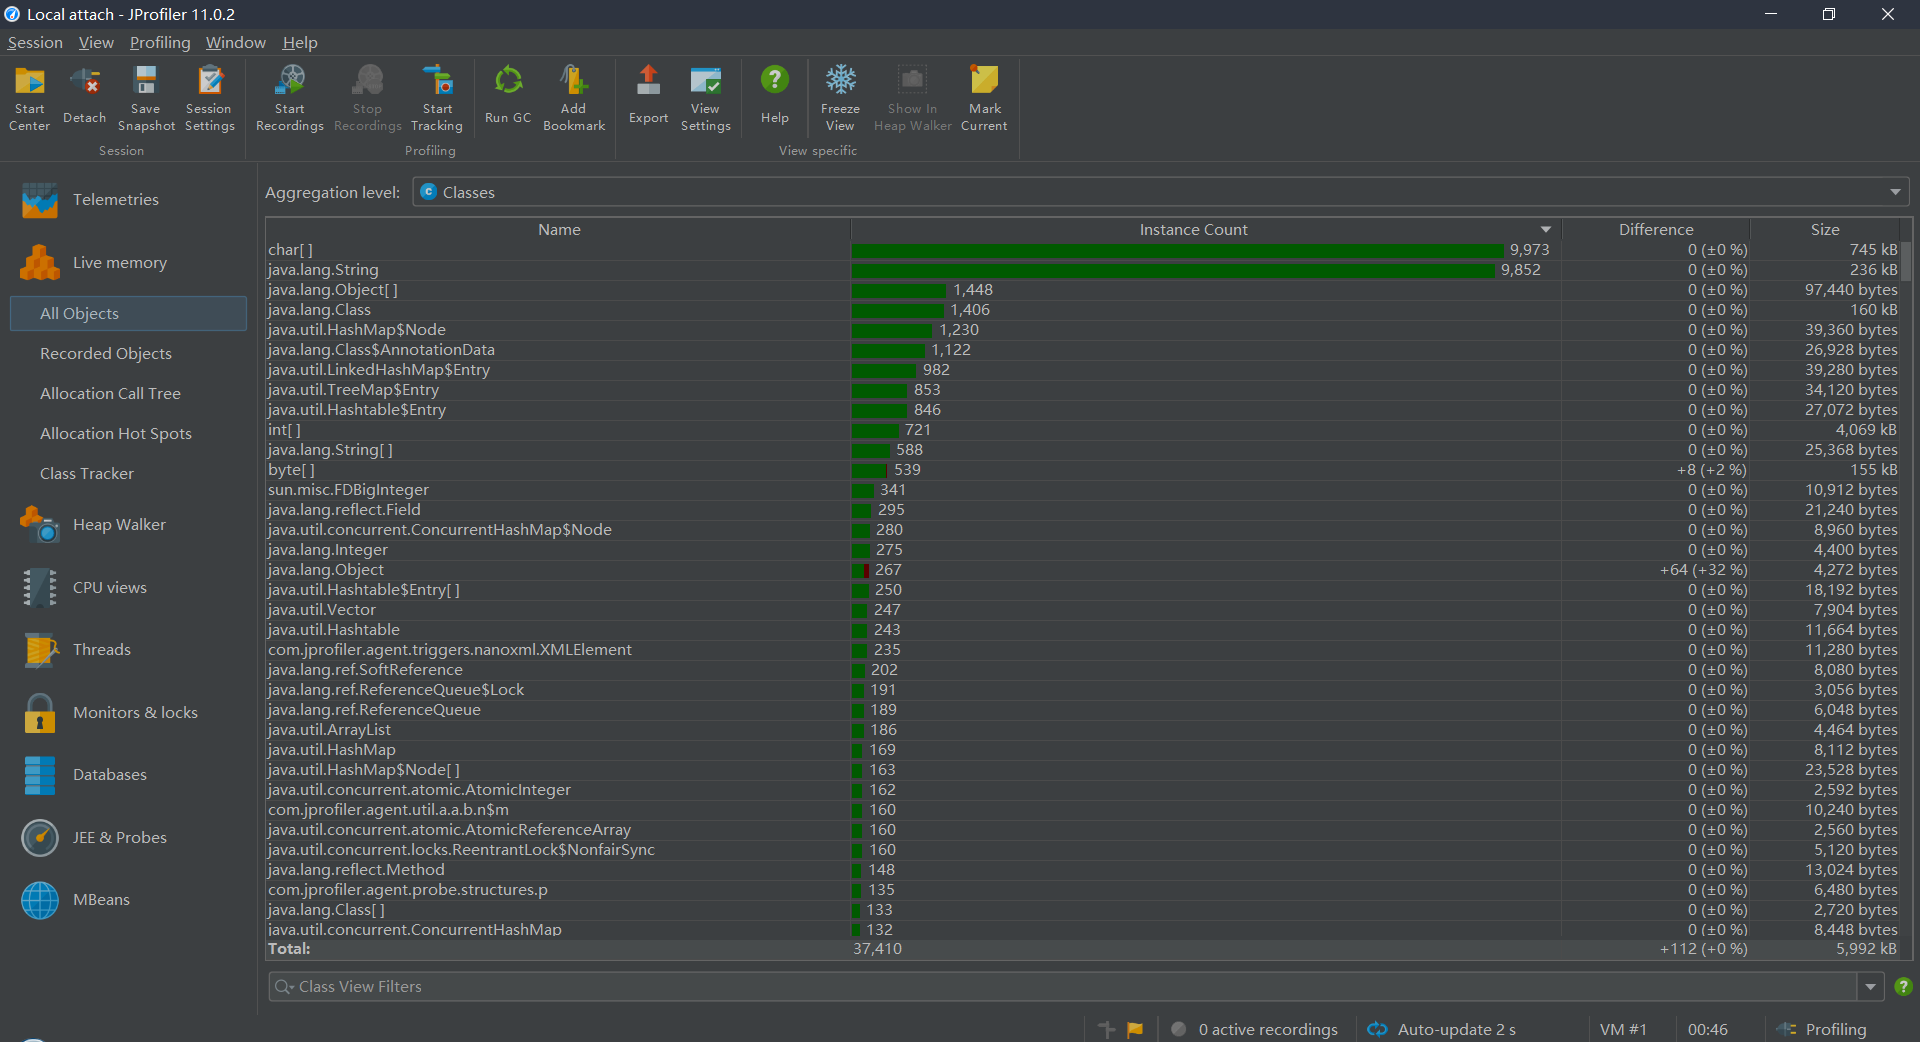 Local attach - JProfiler 11.0.2
Session View Profiling Window Help
Start Center
Detach
Save Snapshot
Session Settings
Start Recordings
Stop Recordings
Start Tracking
Run GC
Add Bookmark
Export
View Settings
Help
Freeze View
Show In Heap Walker
Mark Current
Session
Profiling
View specific
Telemetries
Live memory
All Objects
Recorded Objects
Allocation Call Tree
Allocation Hot Spots
Class Tracker
Heap Walker
CPU views
Threads
Monitors & locks
Databases
JEE & Probes
MBeans
Aggregation level: Classes
Name Instance Count Difference Size
char[ ] 9,973 0 (±0 %) 745 kB
java.lang.String 9,852 0 (±0 %) 236 kB
java.lang.Object[ ] 1,448 0 (±0 %) 97,440 bytes
java.lang.Class 1,406 0 (±0 %) 160 kB
java.util.HashMap$Node 1,230 0 (±0 %) 39,360 bytes
java.lang.Class$AnnotationData 1,122 0 (±0 %) 26,928 bytes
java.util.LinkedHashMap$Entry 982 0 (±0 %) 39,280 bytes
java.util.TreeMap$Entry 853 0 (±0 %) 34,120 bytes
java.util.Hashtable$Entry 846 0 (±0 %) 27,072 bytes
int[ ] 721 0 (±0 %) 4,069 kB
java.lang.String[ ] 588 0 (±0 %) 25,368 bytes
byte[ ] 539 +8 (+2 %) 155 kB
sun.misc.FDBigInteger 341 0 (±0 %) 10,912 bytes
java.lang.reflect.Field 295 0 (±0 %) 21,240 bytes
java.util.concurrent.ConcurrentHashMap$Node 280 0 (±0 %) 8,960 bytes
java.lang.Integer 275 0 (±0 %) 4,400 bytes
java.lang.Object 267 +64 (+32 %) 4,272 bytes
java.util.Hashtable$Entry[ ] 250 0 (±0 %) 18,192 bytes
java.util.Vector 247 0 (±0 %) 7,904 bytes
java.util.Hashtable 243 0 (±0 %) 11,664 bytes
com.jprofiler.agent.triggers.nanoxml.XMLElement 235 0 (±0 %) 11,280 bytes
java.lang.ref.SoftReference 202 0 (±0 %) 8,080 bytes
java.lang.ref.ReferenceQueue$Lock 191 0 (±0 %) 3,056 bytes
java.lang.ref.ReferenceQueue 189 0 (±0 %) 6,048 bytes
java.util.ArrayList 186 0 (±0 %) 4,464 bytes
java.util.HashMap 169 0 (±0 %) 8,112 bytes
java.util.HashMap$Node[ ] 163 0 (±0 %) 23,528 bytes
java.util.concurrent.atomic.AtomicInteger 162 0 (±0 %) 2,592 bytes
com.jprofiler.agent.util.a.a.b.n$m 160 0 (±0 %) 10,240 bytes
java.util.concurrent.atomic.AtomicReferenceArray 160 0 (±0 %) 2,560 bytes
java.util.concurrent.locks.ReentrantLock$NonfairSync 160 0 (±0 %) 5,120 bytes
java.lang.reflect.Method 148 0 (±0 %) 13,024 bytes
com.jprofiler.agent.probe.structures.p 135 0 (±0 %) 6,480 bytes
java.lang.Class[ ] 133 0 (±0 %) 2,720 bytes
java.util.concurrent.ConcurrentHashMap 132 0 (±0 %) 8,448 bytes
Total: 37,410 +112 (+0 %) 5,992 kB
Class View Filters
0 active recordings Auto-update 2 s VM #1 00:46 Profiling